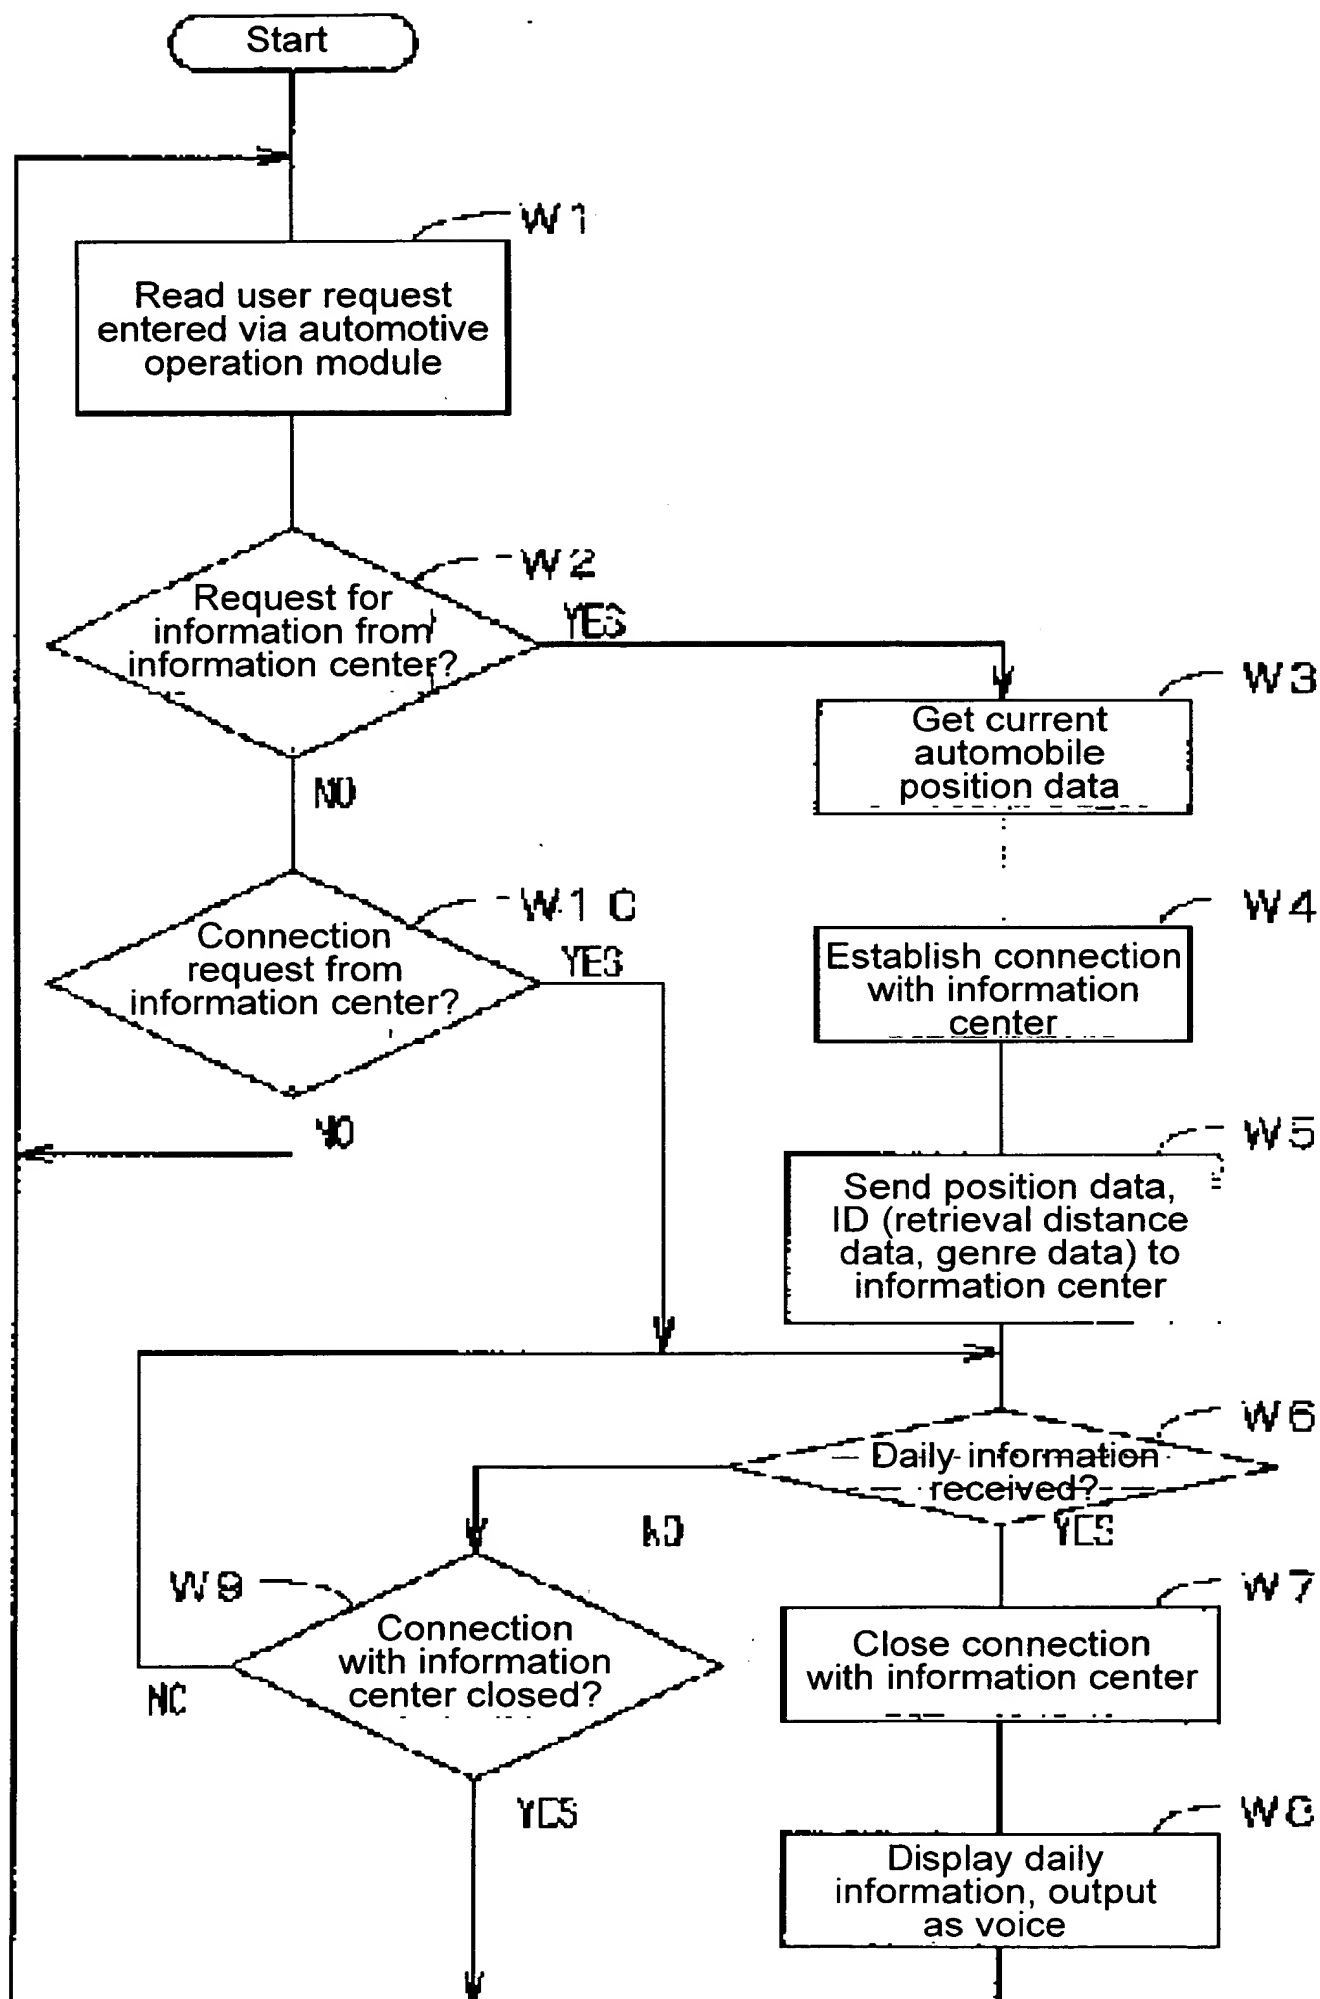 Start
W1
Read user request
entered via automotive
operation module
W2
Request for
information from
information center?
YES
NO
W3
Get current
automobile
position data
W10
Connection
request from
information center?
YES
NO
W4
Establish connection
with information
center
W5
Send position data,
ID (retrieval distance
data, genre data) to
information center
W6
Daily information
received?
NO
YES
W9
Connection
with information
center closed?
NO
YES
W7
Close connection
with information center
W8
Display daily
information, output
as voice